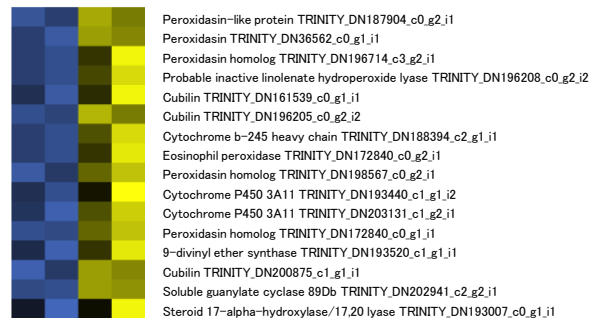 Peroxidasin-like protein TRINITY_DN187904_c0_g2_i1
Peroxidasin TRINITY_DN36562_c0_g1_i1
Peroxidasin homolog TRINITY_DN196714_c3_g2_i1
Probable inactive linolenate hydroperoxide lyase TRINITY_DN196208_c0_g2_i2
Cubilin TRINITY_DN161539_c0_g1_i1
Cubilin TRINITY_DN196205_c0_g2_i2
Cytochrome b-245 heavy chain TRINITY_DN188394_c2_g1_i1
Eosinophil peroxidase TRINITY_DN172840_c0_g2_i1
Peroxidasin homolog TRINITY_DN198567_c0_g2_i1
Cytochrome P450 3A11 TRINITY_DN193440_c1_g1_i2
Cytochrome P450 3A11 TRINITY_DN203131_c1_g2_i1
Peroxidasin homolog TRINITY_DN172840_c0_g1_i1
9-divinyl ether synthase TRINITY_DN193520_c1_g1_i1
Cubilin TRINITY_DN200875_c1_g1_i1
Soluble guanylate cyclase 89Db TRINITY_DN202941_c2_g2_i1
Steroid 17-alpha-hydroxylase/17,20 lyase TRINITY_DN193007_c0_g1_i1